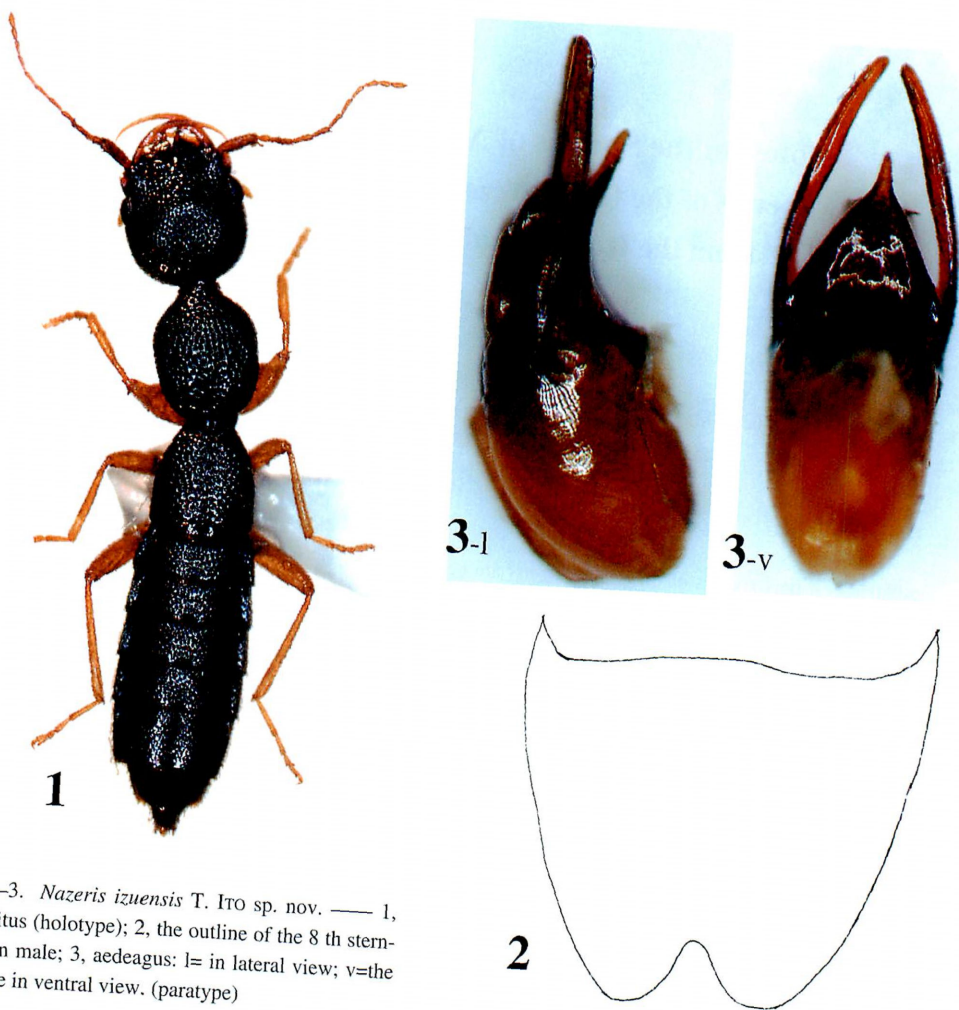 1
3-l
3-v
2
–3. Nazeris izuensis T. ITO sp. nov. —— 1,
itus (holotype); 2, the outline of the 8 th stern-
n male; 3, aedeagus: l= in lateral view; v=the
e in ventral view. (paratype)